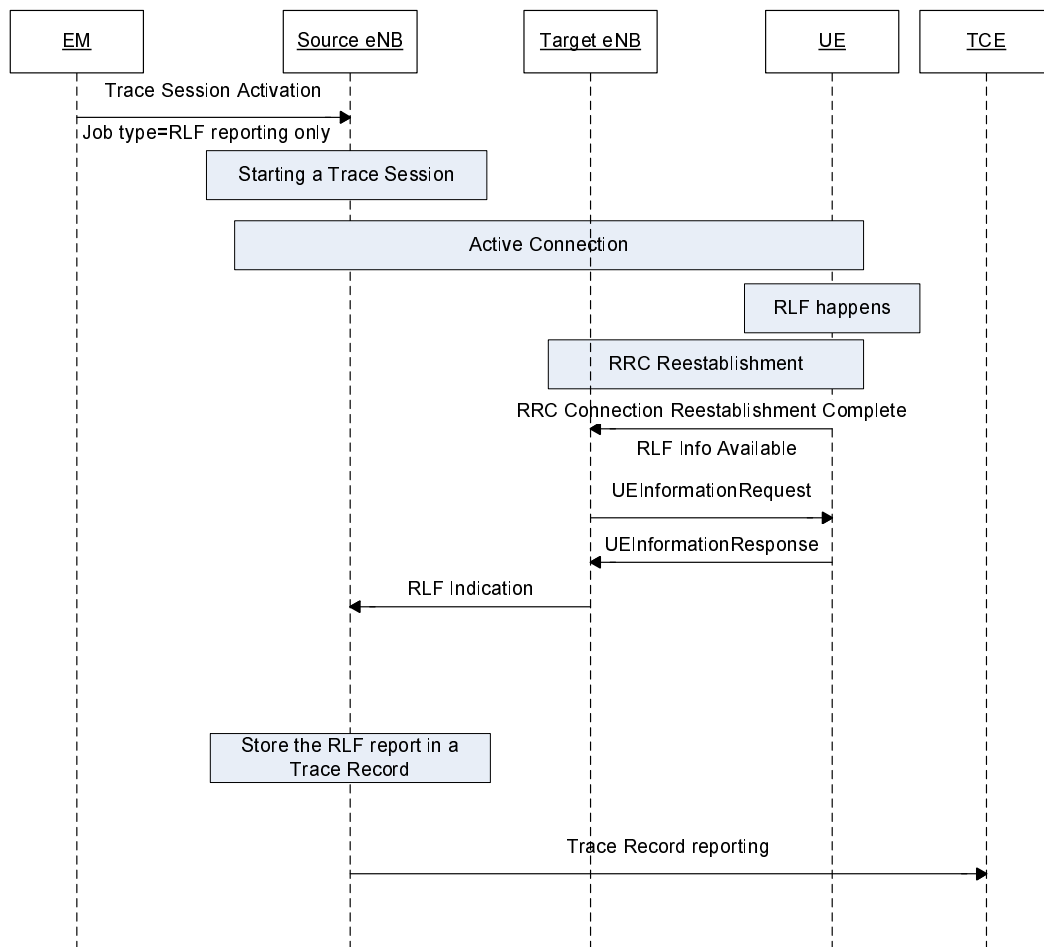 EM
Source eNB
Target eNB
UE
TCE
Trace Session Activation
Job type=RLF reporting only
Starting a Trace Session
Active Connection
RLF happens
RRC Reestablishment
RRC Connection Reestablishment Complete
RLF Info Available
UEInformationRequest
UEInformationResponse
RLF Indication
Store the RLF report in a
Trace Record
Trace Record reporting